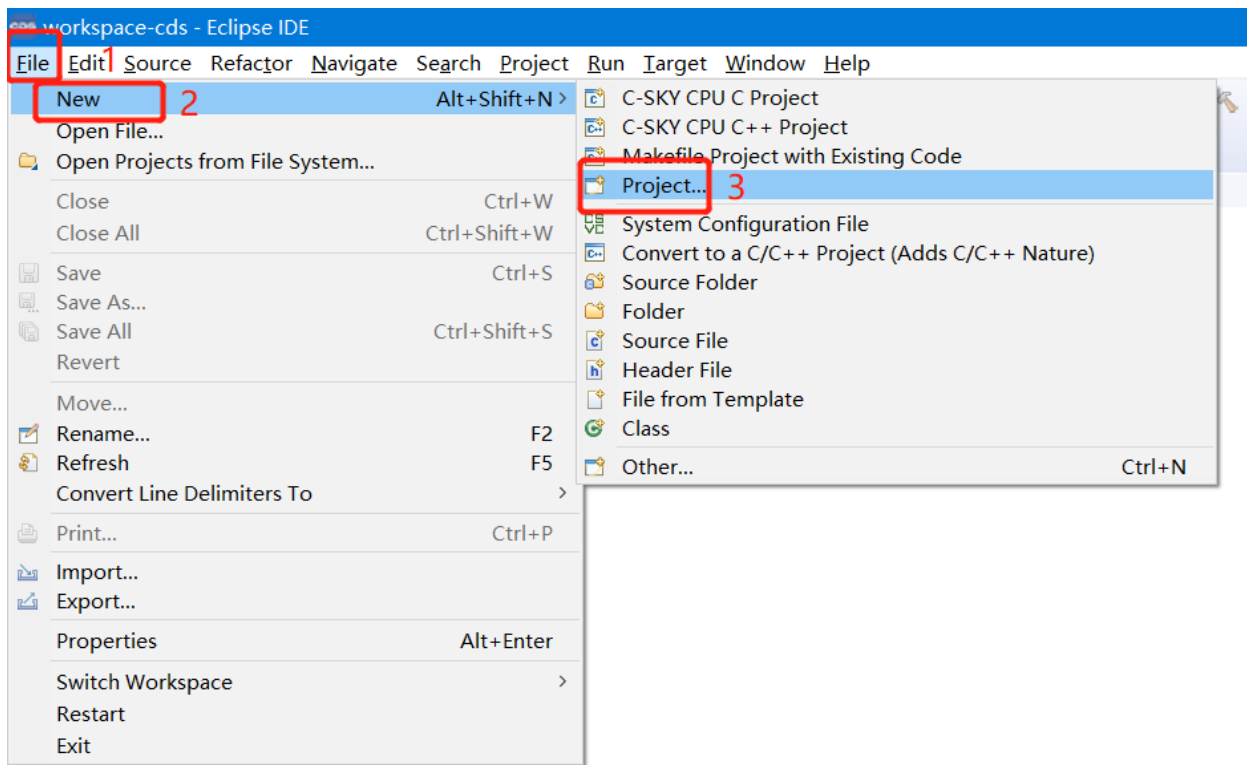 workspace-cds - Eclipse IDE
File Edit Source Refactor Navigate Search Project Run Target Window Help
1
New Alt+Shift+N >
2
Open File...
Open Projects from File System...
Close Ctrl+W
Close All Ctrl+Shift+W
Save Ctrl+S
Save As...
Save All Ctrl+Shift+S
Revert
Move...
Rename... F2
Refresh F5
Convert Line Delimiters To >
Print... Ctrl+P
Import...
Export...
Properties Alt+Enter
Switch Workspace >
Restart
Exit
C-SKY CPU C Project
C-SKY CPU C++ Project
Makefile Project with Existing Code
Project... 3
System Configuration File
Convert to a C/C++ Project (Adds C/C++ Nature)
Source Folder
Folder
Source File
Header File
File from Template
Class
Other... Ctrl+N